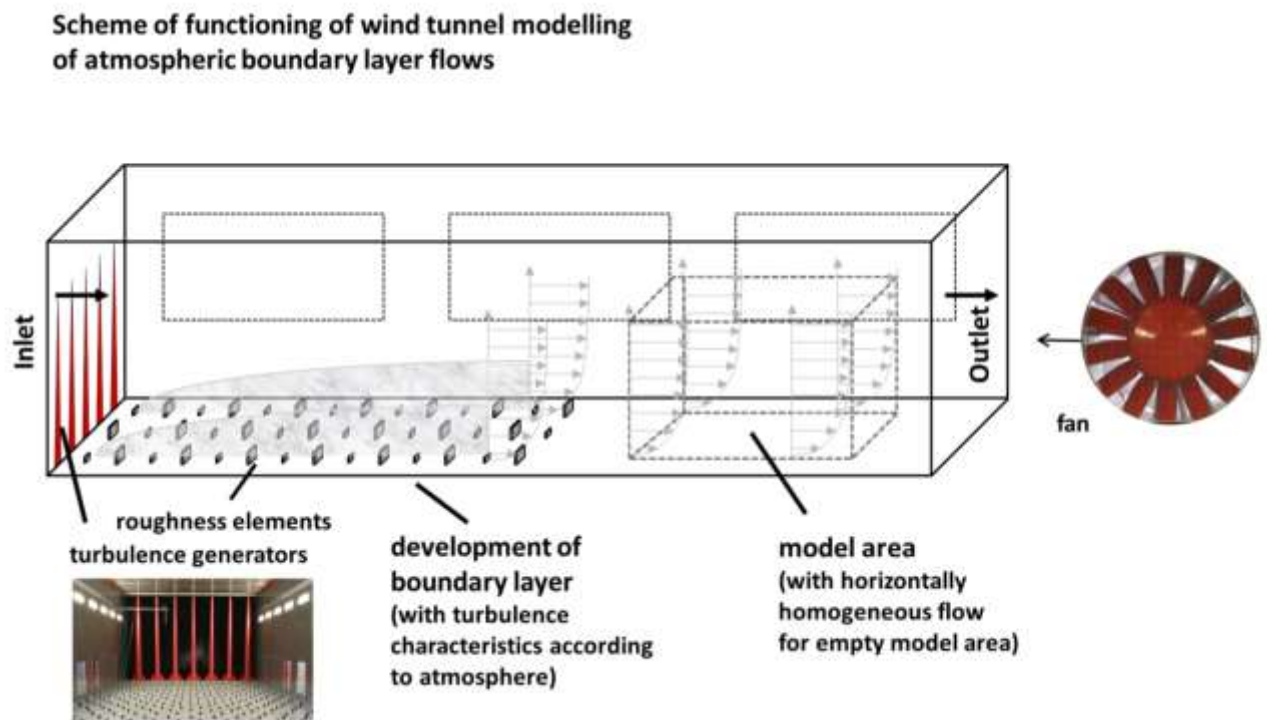 Scheme of functioning of wind tunnel modelling
of atmospheric boundary layer flows
Inlet
Outlet
fan
roughness elements
turbulence generators
development of
boundary layer
(with turbulence
characteristics according
to atmosphere)
model area
(with horizontally
homogeneous flow
for empty model area)